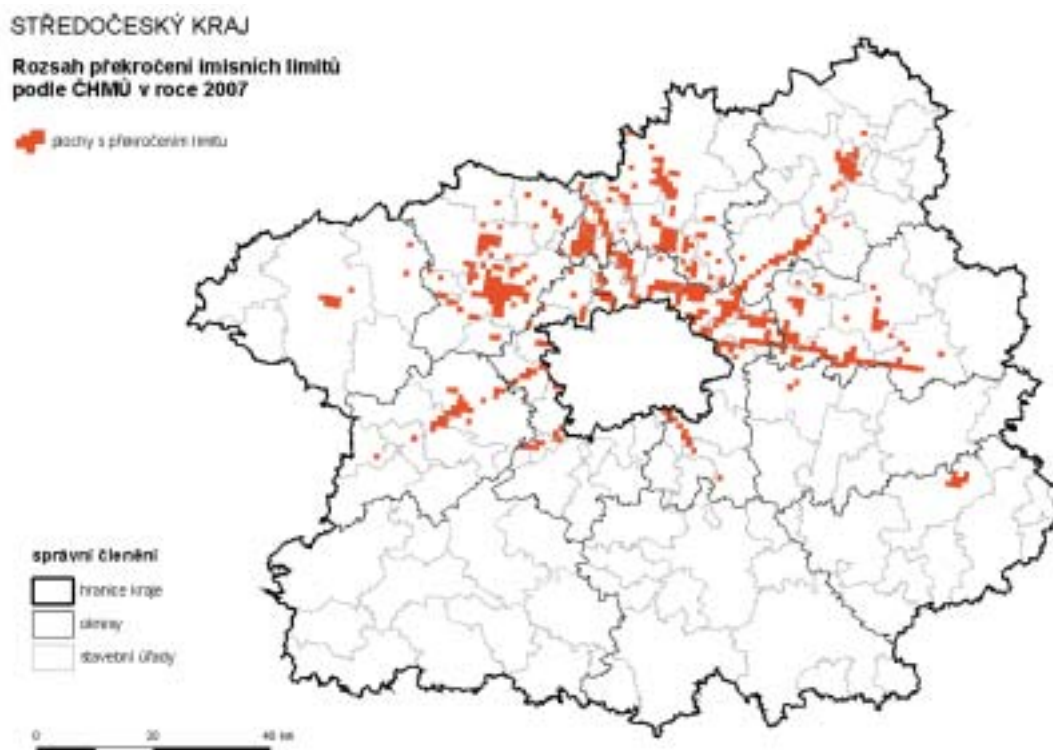 STŘEDOČESKÝ KRAJ
Rozsah překročení imisních limitů
podle ČHMÚ v roce 2007
plochy s překročením limitu
správní členění
hranice kraje
okresy
stavební úřady
0 20 40 km